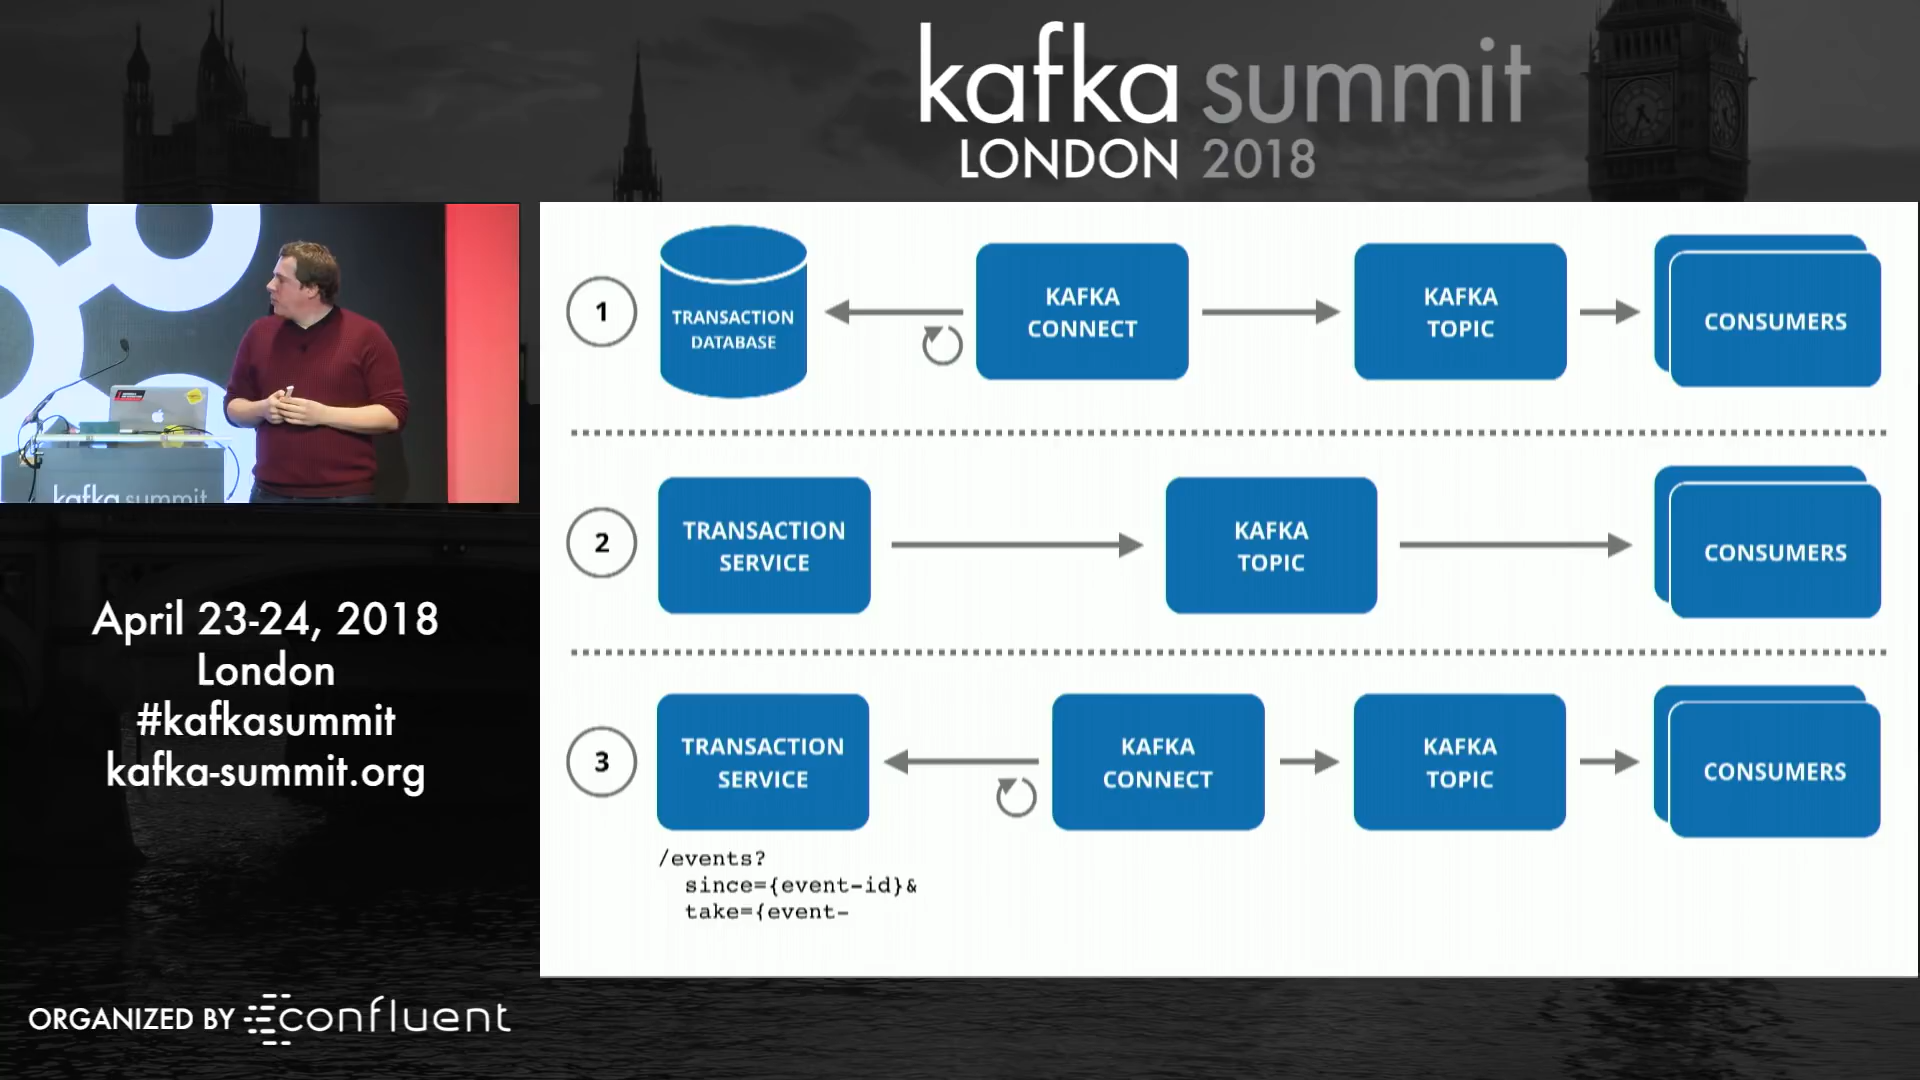 kafka summit
LONDON 2018
kafka summit
April 23-24, 2018
London
#kafkasummit
kafka-summit.org
ORGANIZED BY confluent
1
TRANSACTION
DATABASE
KAFKA
CONNECT
KAFKA
TOPIC
CONSUMERS
2
TRANSACTION
SERVICE
KAFKA
TOPIC
CONSUMERS
3
TRANSACTION
SERVICE
KAFKA
CONNECT
KAFKA
TOPIC
CONSUMERS
/events?
since={event-id}&
take={event-